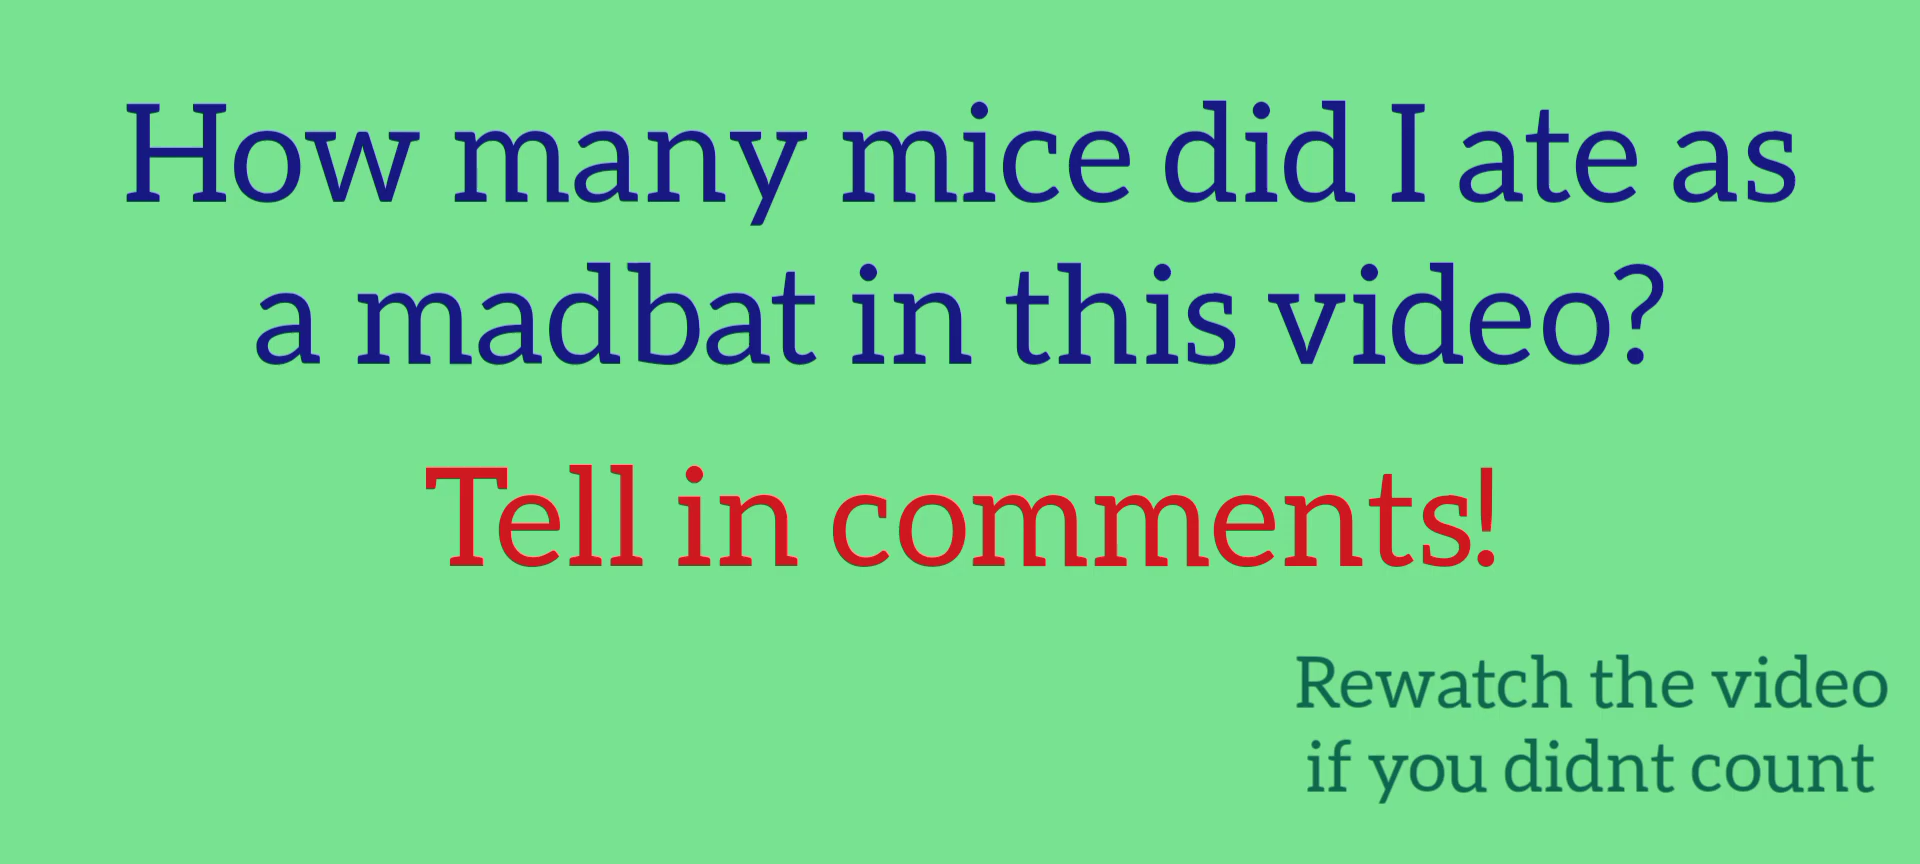 How many mice did I ate as
a madbat in this video?
Tell in comments!
Rewatch the video
if you didnt count